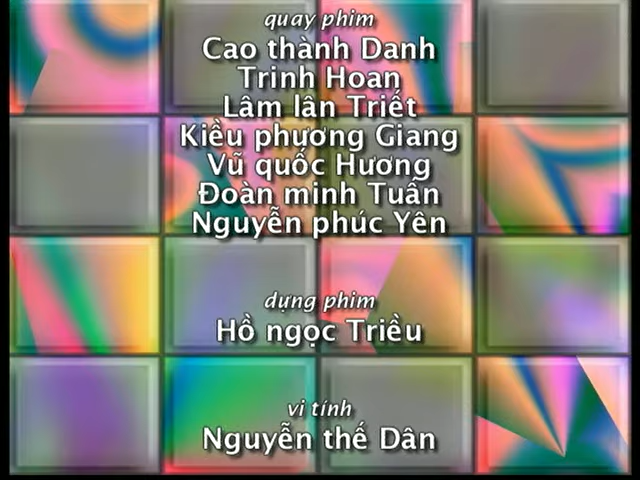 quay phim
Cao thành Danh
Trinh Hoan
Lâm lân Triết
Kiều phương Giang
Vũ quốc Hương
Đoàn minh Tuấn
Nguyễn phúc Yên
dựng phim
Hồ ngọc Triều
vi tính
Nguyễn thế Dân